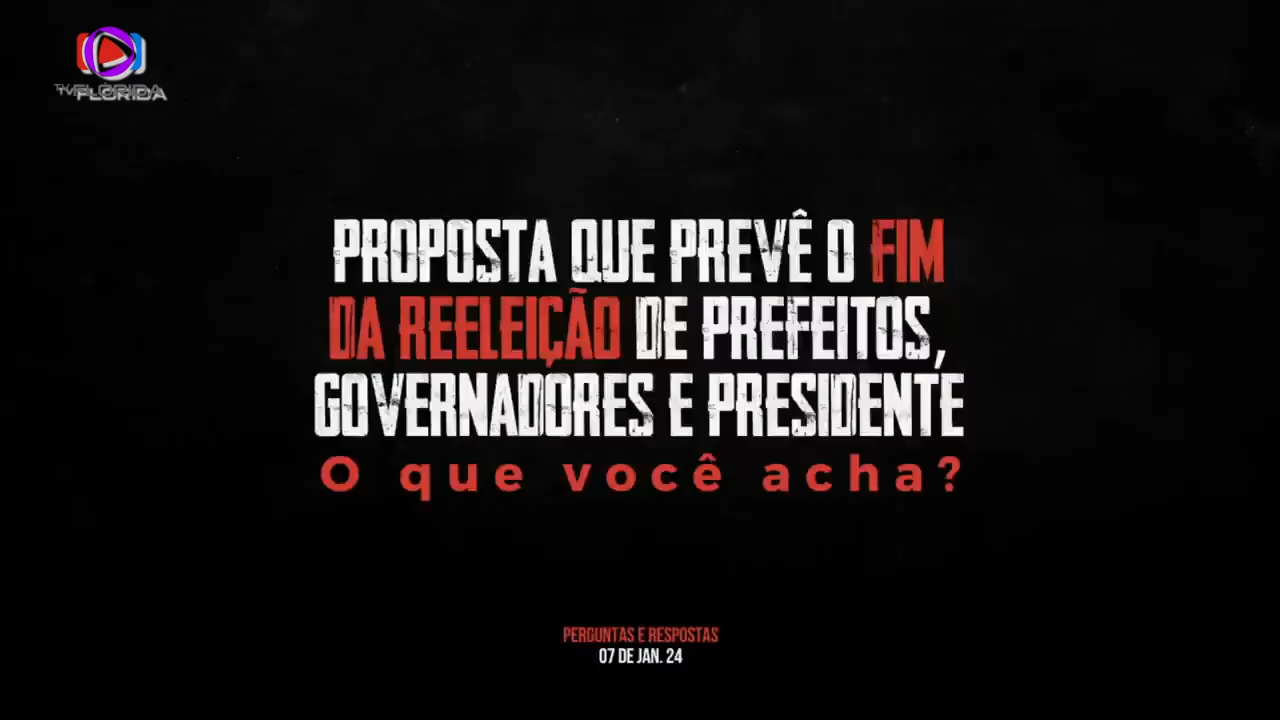 TV FLÓRIDA
PROPOSTA QUE PREVÊ O FIM
DA REELEIÇÃO DE PREFEITOS,
GOVERNADORES E PRESIDENTE
O que você acha?
PERGUNTAS E RESPOSTAS
07 DE JAN. 24